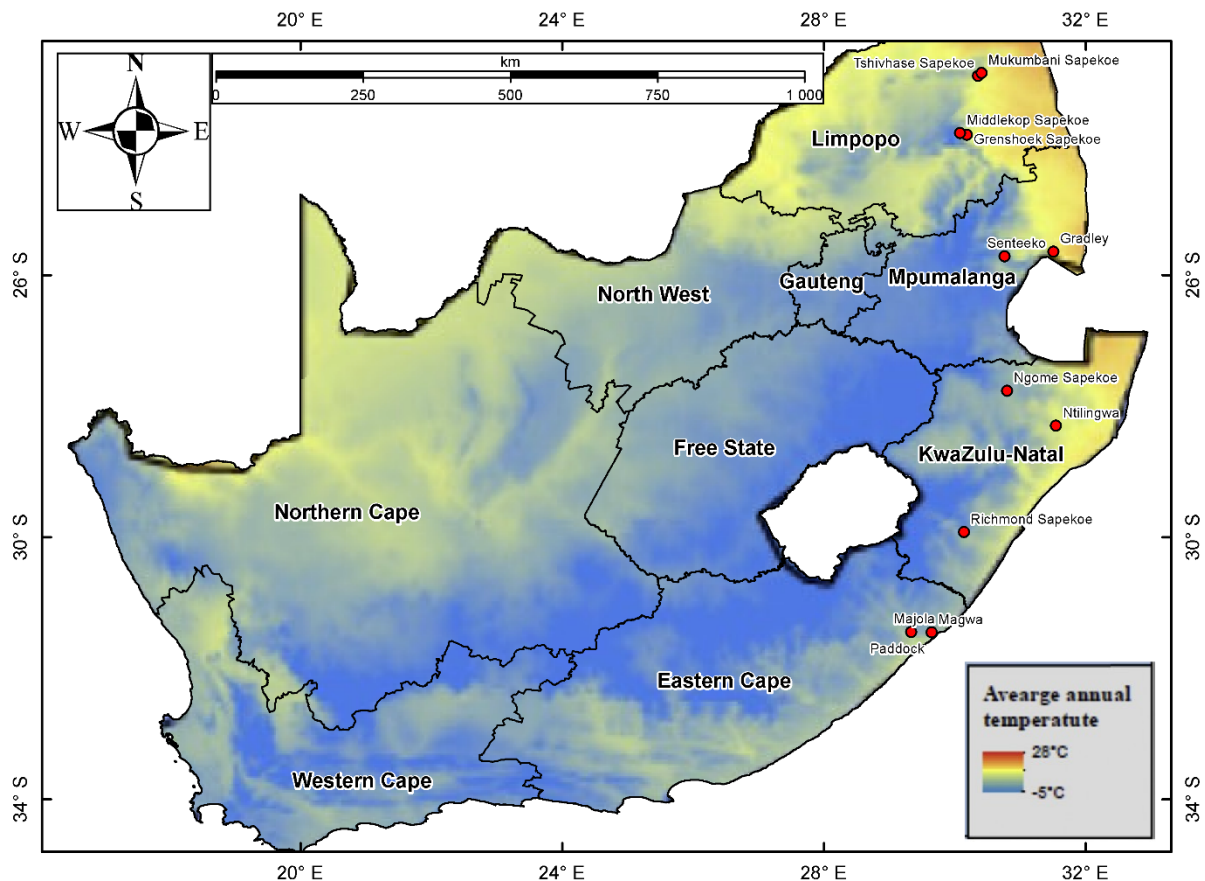 20° E 24° E 28° E 32° E
N
W E
S
km
0 250 500 750 1 000
Tshivhase Sapekoe
Mukumbani Sapekoe
Middlekop Sapekoe
Grenshoek Sapekoe
Limpopo
Senteeko
Gradley
26° S
26° S
Gauteng
Mpumalanga
North West
Ngome Sapekoe
Ntilingwa
Free State
KwaZulu-Natal
Northern Cape
Richmond Sapekoe
30° S
30° S
Majola Magwa
Paddock
Eastern Cape
Avearge annual
temperatute
28°C
-5°C
Western Cape
34° S
34° S
20° E 24° E 28° E 32° E